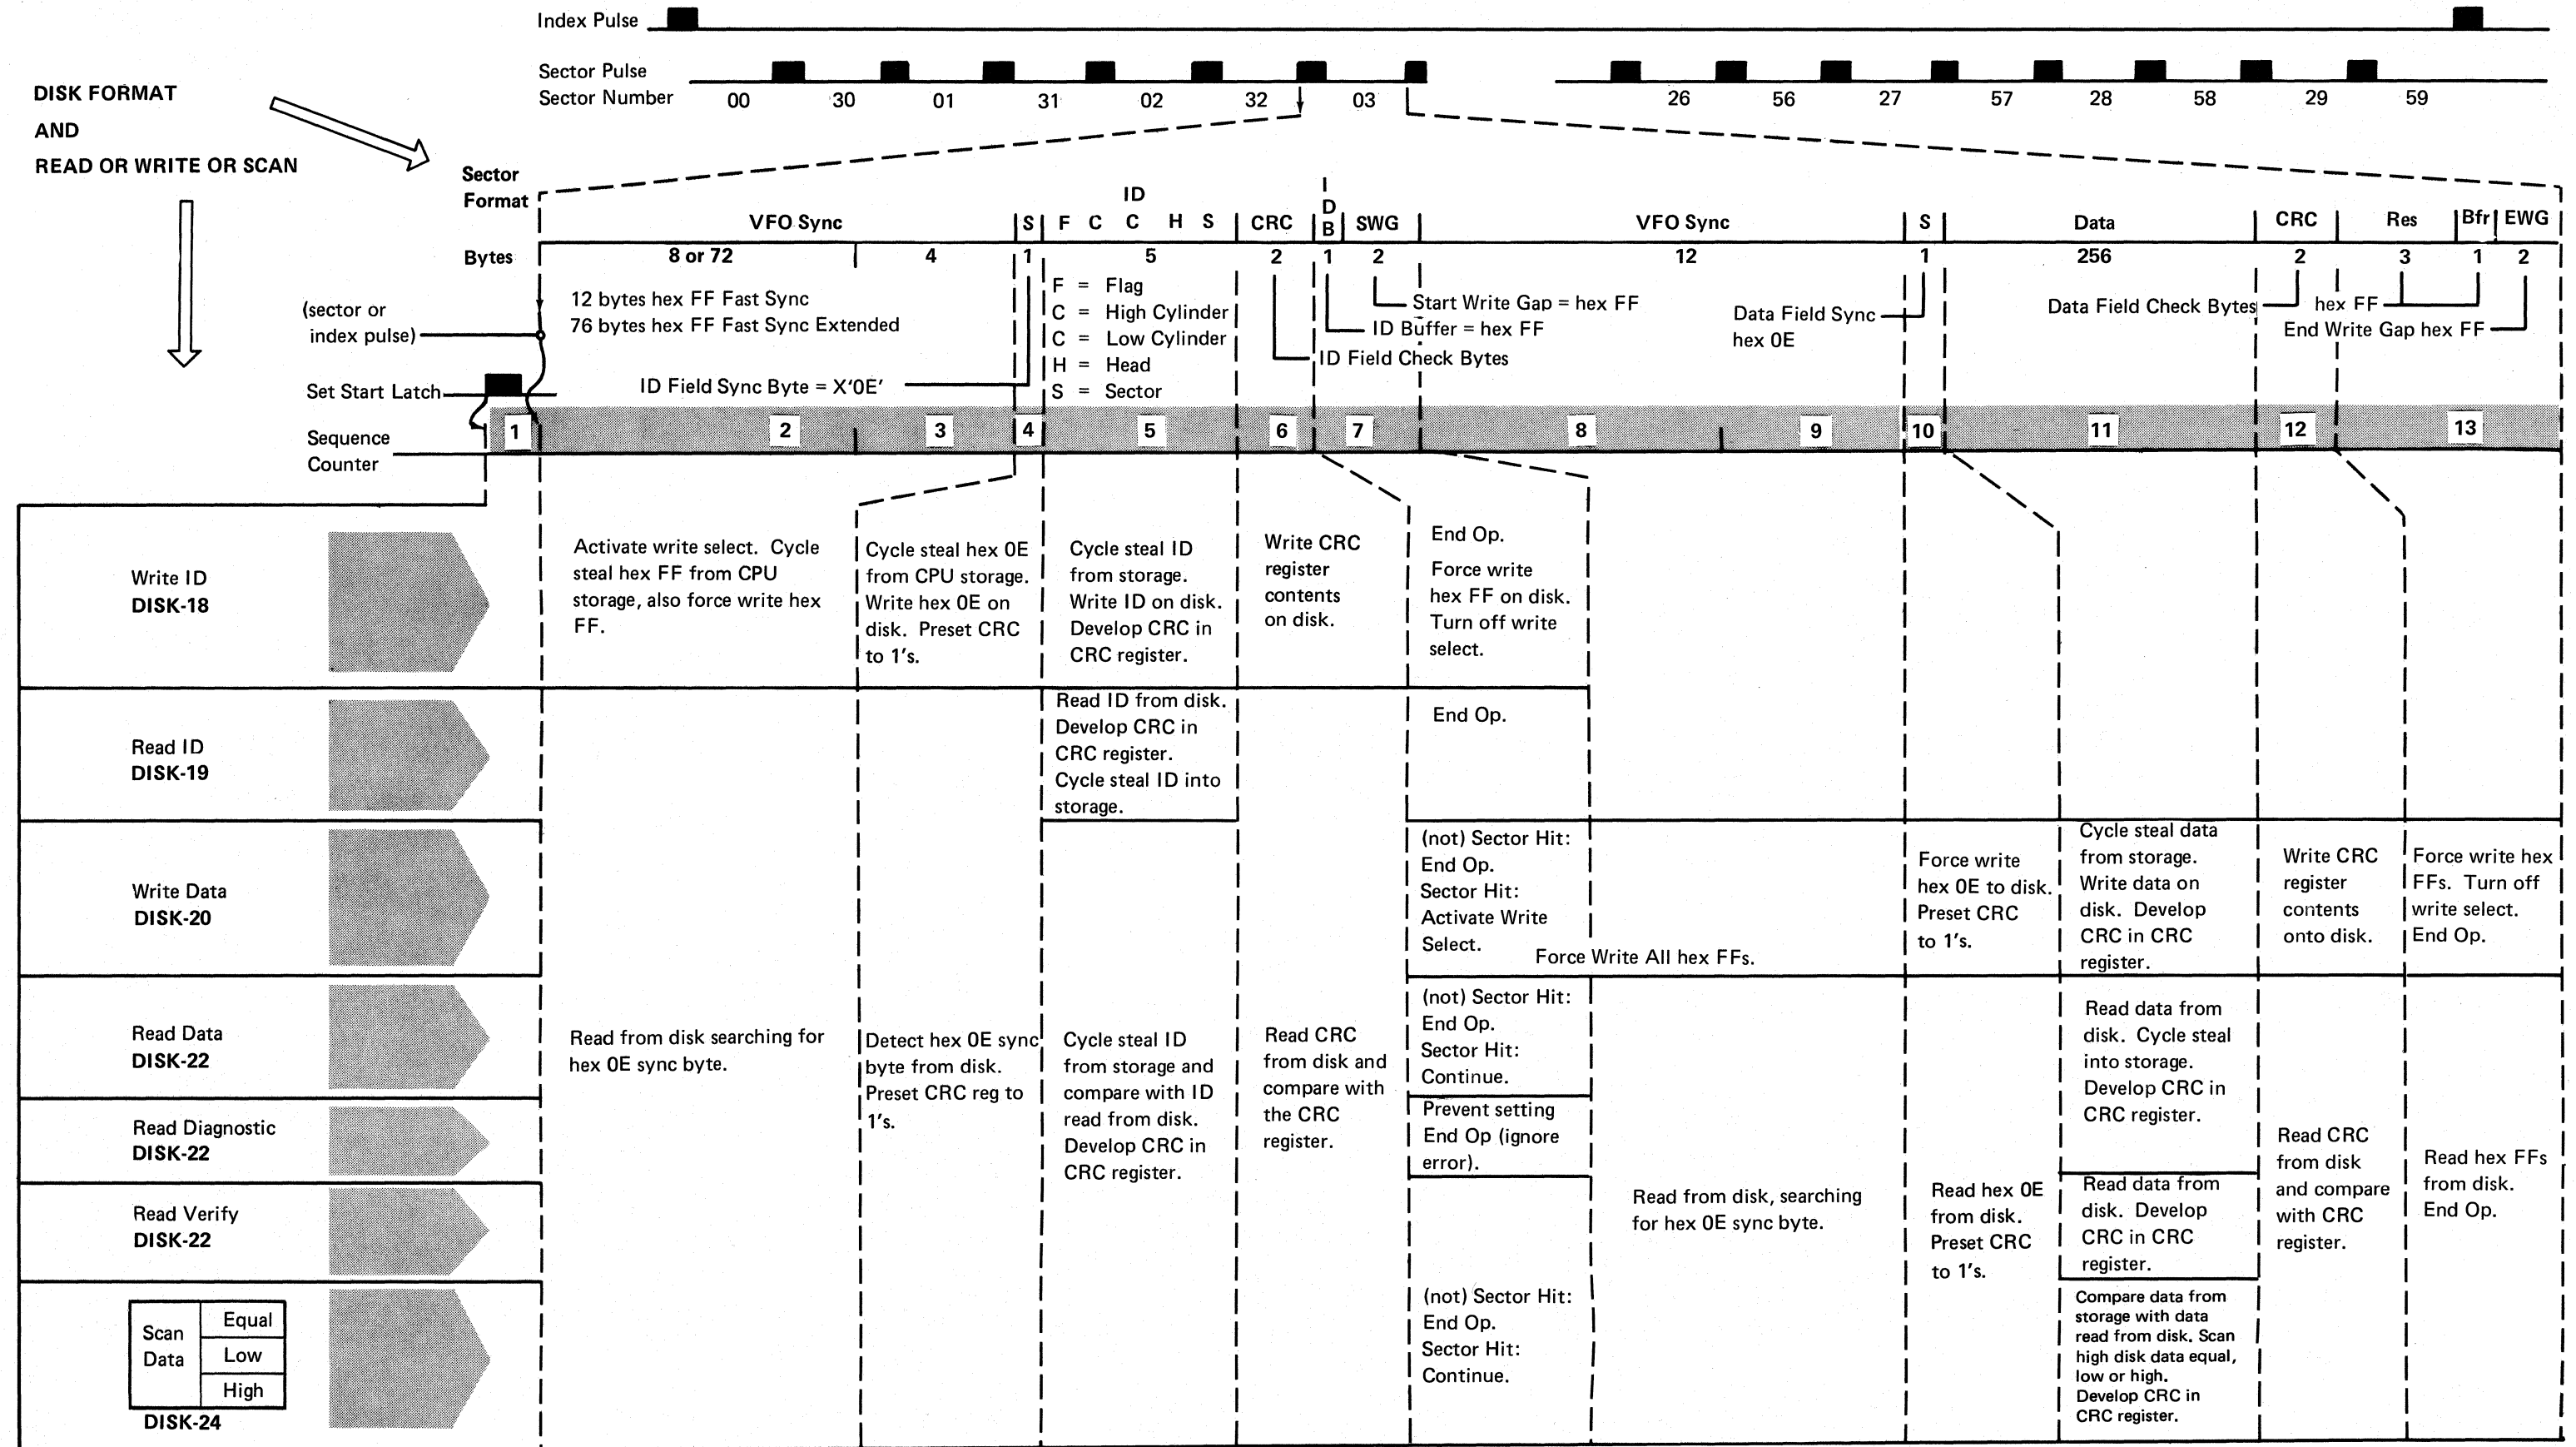 Index Pulse
Sector Pulse
Sector Number 00 30 01 31 02 32 03 26 56 27 57 28 58 29 59
DISK FORMAT
AND
READ OR WRITE OR SCAN
Sector
Format
VFO Sync S ID F C C H S CRC IDB SWG VFO Sync S Data CRC Res Bfr EWG
Bytes 8 or 72 4 1 5 2 1 2 12 1 256 2 3 1 2
(sector or
index pulse)
12 bytes hex FF Fast Sync
76 bytes hex FF Fast Sync Extended
ID Field Sync Byte = X'0E'
F = Flag
C = High Cylinder
C = Low Cylinder
H = Head
S = Sector
Start Write Gap = hex FF
ID Buffer = hex FF
ID Field Check Bytes
Data Field Sync
hex 0E
Data Field Check Bytes
hex FF
End Write Gap hex FF
Set Start Latch
Sequence
Counter
1 2 3 4 5 6 7 8 9 10 11 12 13
Write ID
DISK-18
Activate write select. Cycle
steal hex FF from CPU
storage, also force write hex
FF.
Cycle steal hex 0E
from CPU storage.
Write hex 0E on
disk. Preset CRC
to 1's.
Cycle steal ID
from storage.
Write ID on disk.
Develop CRC in
CRC register.
Write CRC
register
contents
on disk.
End Op.
Force write
hex FF on disk.
Turn off write
select.
Read ID
DISK-19
Read ID from disk.
Develop CRC in
CRC register.
Cycle steal ID into
storage.
End Op.
Write Data
DISK-20
(not) Sector Hit:
End Op.
Sector Hit:
Activate Write
Select.
Force Write All hex FFs.
Force write
hex 0E to disk.
Preset CRC
to 1's.
Cycle steal data
from storage.
Write data on
disk. Develop
CRC in CRC
register.
Write CRC
register
contents
onto disk.
Force write hex
FFs. Turn off
write select.
End Op.
Read Data
DISK-22
Read from disk searching for
hex 0E sync byte.
Detect hex 0E sync
byte from disk.
Preset CRC reg to
1's.
Cycle steal ID
from storage and
compare with ID
read from disk.
Develop CRC in
CRC register.
Read CRC
from disk and
compare with
the CRC
register.
(not) Sector Hit:
End Op.
Sector Hit:
Continue.
Read data from
disk. Cycle steal
into storage.
Develop CRC in
CRC register.
Read Diagnostic
DISK-22
Prevent setting
End Op (ignore
error).
Read CRC
from disk
and compare
with CRC
register.
Read hex FFs
from disk.
End Op.
Read Verify
DISK-22
Read from disk, searching
for hex 0E sync byte.
Read hex 0E
from disk.
Preset CRC
to 1's.
Read data from
disk. Develop
CRC in CRC
register.
Scan
Data
Equal
Low
High
DISK-24
(not) Sector Hit:
End Op.
Sector Hit:
Continue.
Compare data from
storage with data
read from disk. Scan
high disk data equal,
low or high.
Develop CRC in
CRC register.